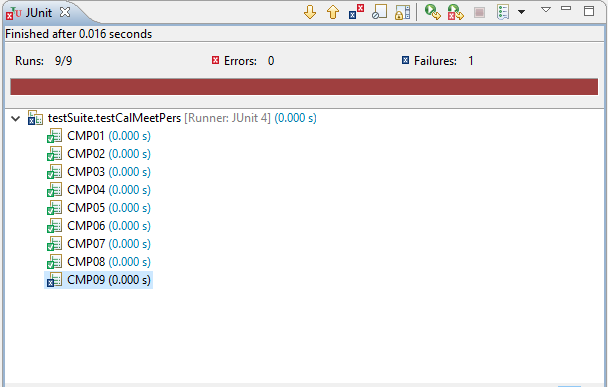 JUnit
Finished after 0.016 seconds
Runs: 9/9 Errors: 0 Failures: 1
testSuite.testCalMeetPers [Runner: JUnit 4] (0.000 s)
CMP01 (0.000 s)
CMP02 (0.000 s)
CMP03 (0.000 s)
CMP04 (0.000 s)
CMP05 (0.000 s)
CMP06 (0.000 s)
CMP07 (0.000 s)
CMP08 (0.000 s)
CMP09 (0.000 s)